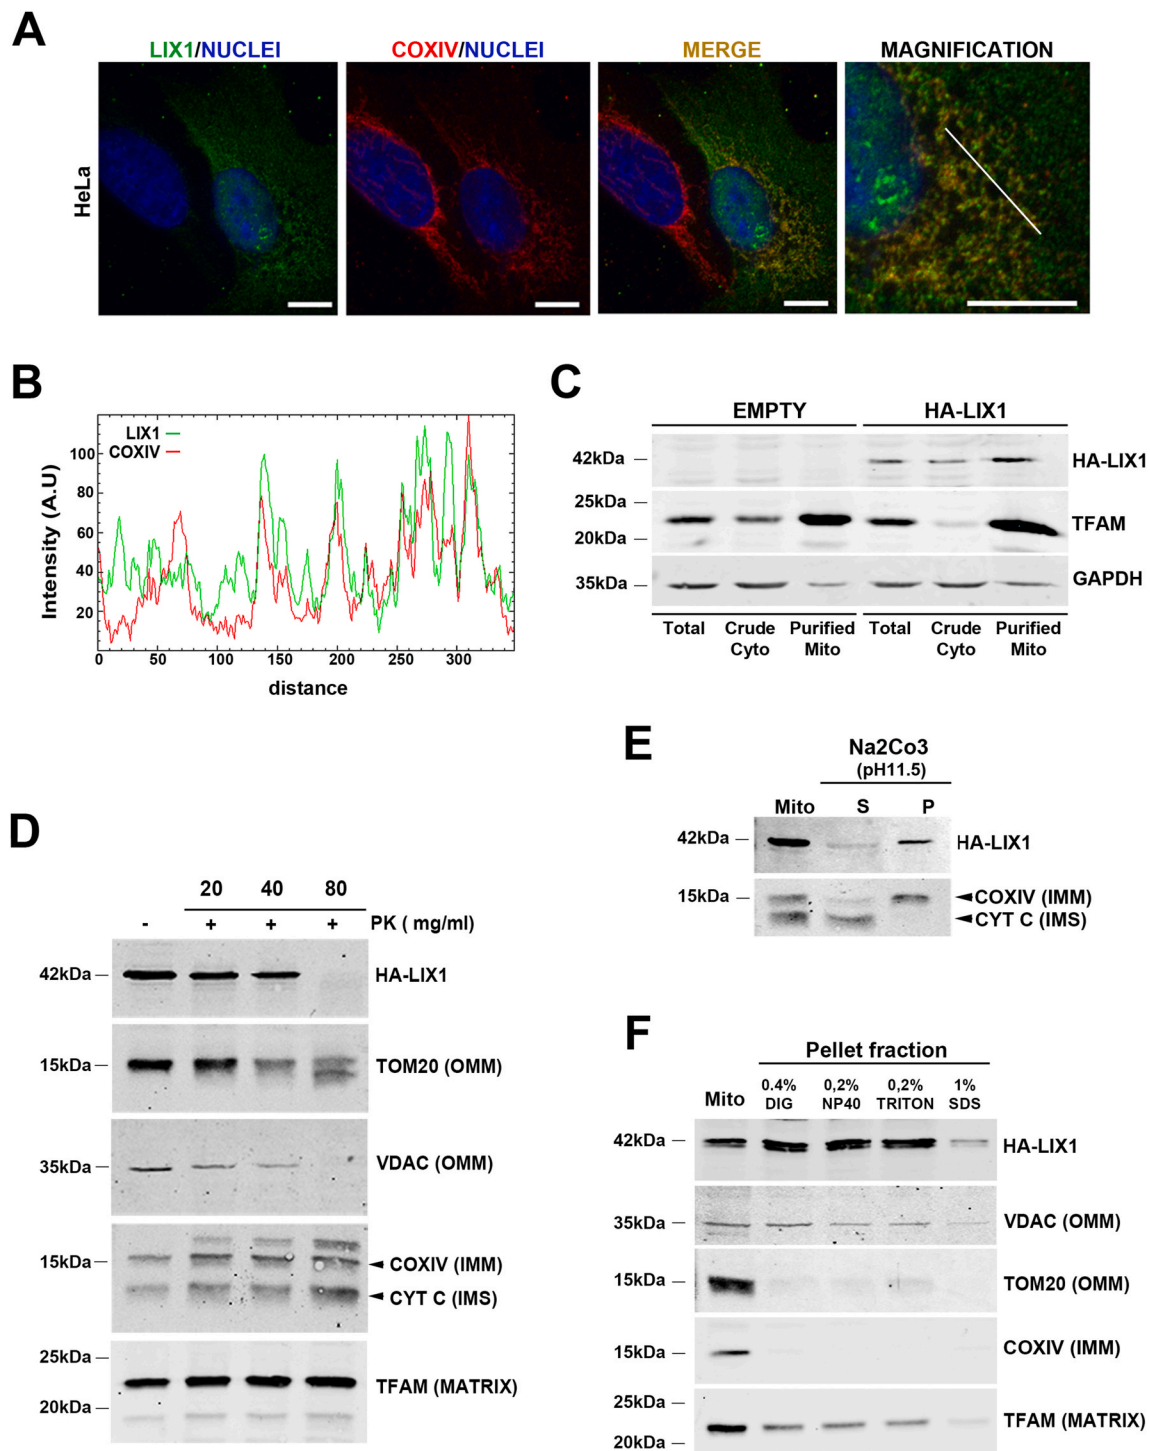 A
LIX1/NUCLEI COXIV/NUCLEI MERGE MAGNIFICATION
HeLa
B
LIX1
COXIV
Intensity (A.U)
100
80
60
40
20
0 50 100 150 200 250 300
distance
C
EMPTY HA-LIX1
42kDa HA-LIX1
25kDa
TFAM
20kDa
35kDa GAPDH
Total Crude Cyto Purified Mito Total Crude Cyto Purified Mito
D
20 40 80
- + + + PK ( mg/ml)
42kDa HA-LIX1
15kDa TOM20 (OMM)
35kDa VDAC (OMM)
15kDa COXIV (IMM)
CYT C (IMS)
25kDa
TFAM (MATRIX)
20kDa
E
Na2Co3
(pH11.5)
Mito S P
42kDa HA-LIX1
15kDa COXIV (IMM)
CYT C (IMS)
F
Pellet fraction
Mito 0.4% DIG 0,2% NP40 0,2% TRITON 1% SDS
42kDa HA-LIX1
35kDa VDAC (OMM)
15kDa TOM20 (OMM)
15kDa COXIV (IMM)
25kDa
TFAM (MATRIX)
20kDa